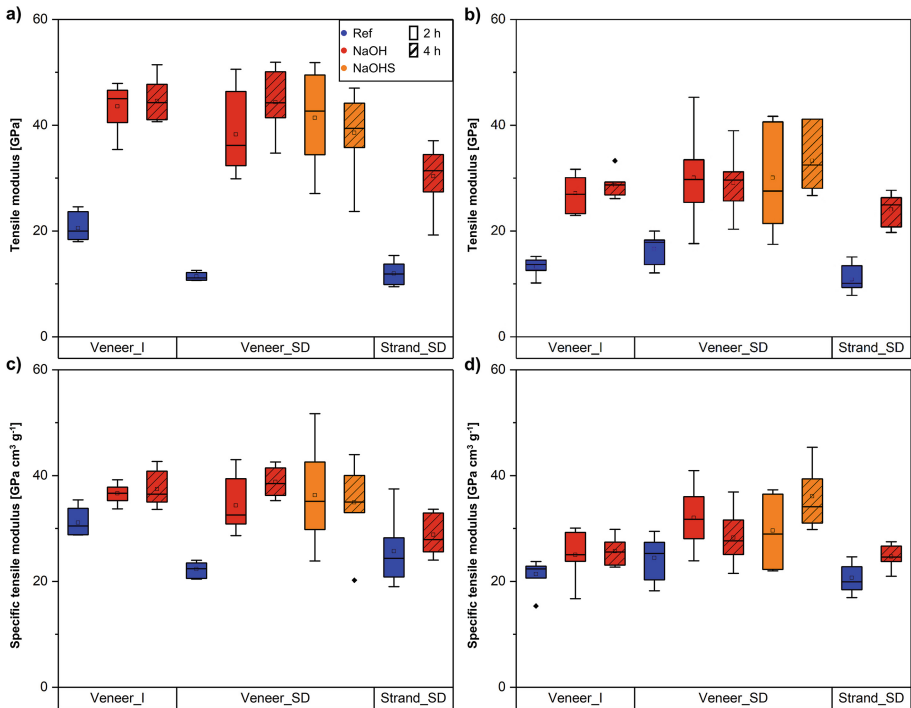 a)
b)
60
40
20
0
Tensile modulus [GPa]
Ref
2 h
NaOH
4 h
NaOHS
Veneer_I
Veneer_SD
Strand_SD
60
40
20
0
Tensile modulus [GPa]
Veneer_I
Veneer_SD
Strand_SD
c)
d)
60
40
20
0
Specific tensile modulus [GPa cm³ g⁻¹]
Veneer_I
Veneer_SD
Strand_SD
60
40
20
0
Specific tensile modulus [GPa cm³ g⁻¹]
Veneer_I
Veneer_SD
Strand_SD